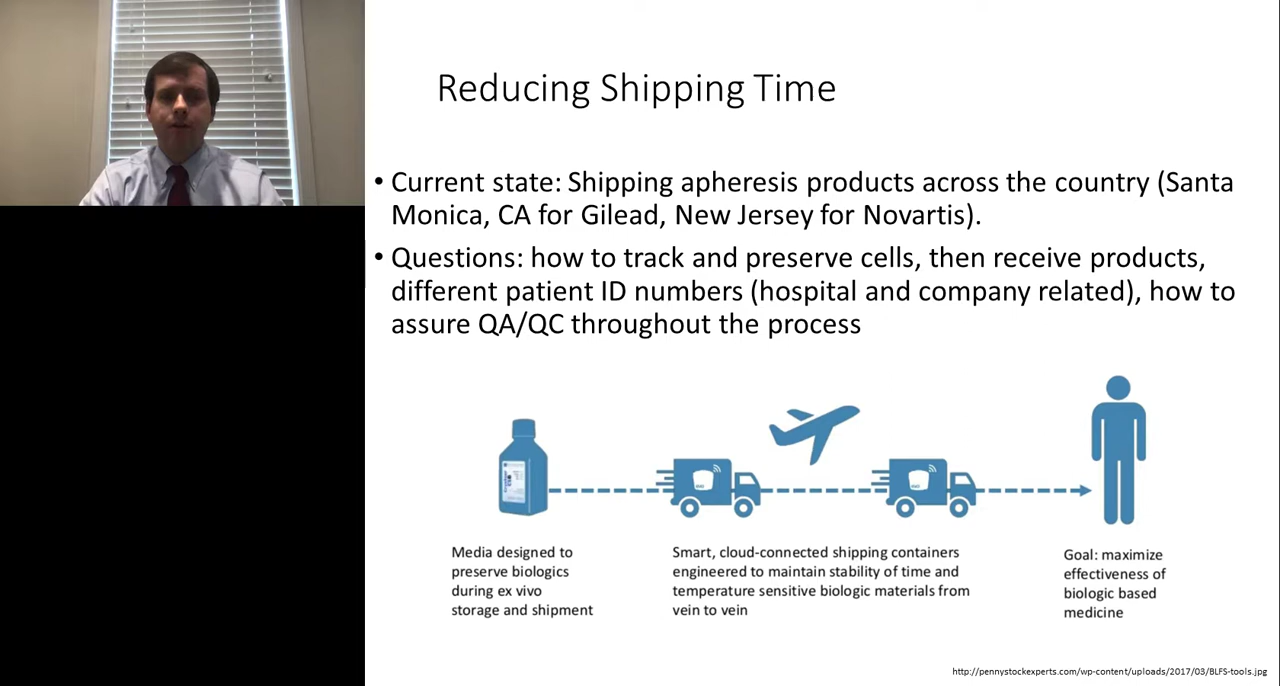 Reducing Shipping Time
• Current state: Shipping apheresis products across the country (Santa
Monica, CA for Gilead, New Jersey for Novartis).
• Questions: how to track and preserve cells, then receive products,
different patient ID numbers (hospital and company related), how to
assure QA/QC throughout the process
Media designed to
preserve biologics
during ex vivo
storage and shipment
Smart, cloud-connected shipping containers
engineered to maintain stability of time and
temperature sensitive biologic materials from
vein to vein
Goal: maximize
effectiveness of
biologic based
medicine
http://pennystockexperts.com/wp-content/uploads/2017/03/BLFS-tools.jpg